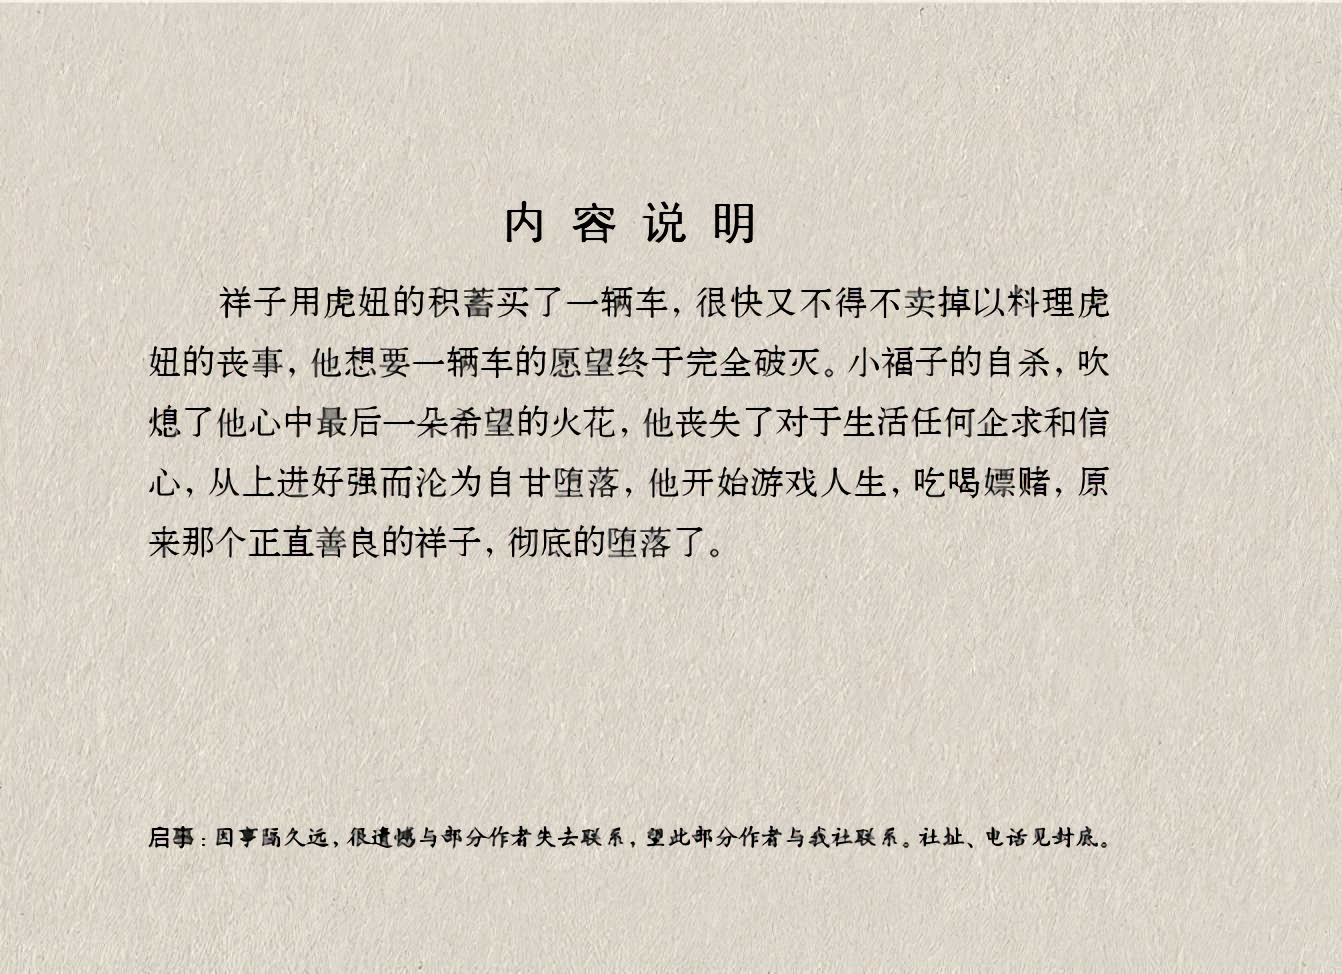 内容说明
祥子用虎妞的积蓄买了一辆车，很快又不得不卖掉以料理虎
妞的丧事，他想要一辆车的愿望终于完全破灭。小福子的自杀，吹
熄了他心中最后一朵希望的火花，他丧失了对于生活任何企求和信
心，从上进好强而沦为自甘堕落，他开始游戏人生，吃喝嫖赌，原
来那个正直善良的祥子，彻底的堕落了。
启事：因事隔久远，很遗憾与部分作者失去联系，望此部分作者与我社联系。社址、电话见封底。